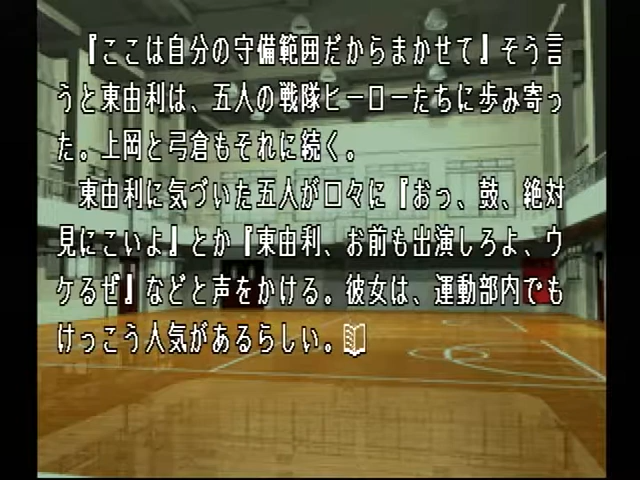 『ここは自分の守備範囲だからまかせて』そう言
うと東由利は、五人の戦隊ヒーローたちに歩み寄っ
た。上岡と弓倉もそれに続く。
東由利に気づいた五人が口々に『おっ、鼓、絶対
見にこいよ』とか『東由利、お前も出演しろよ、ウ
ケるぜ』などと声をかける。彼女は、運動部内でも
けっこう人気があるらしい。